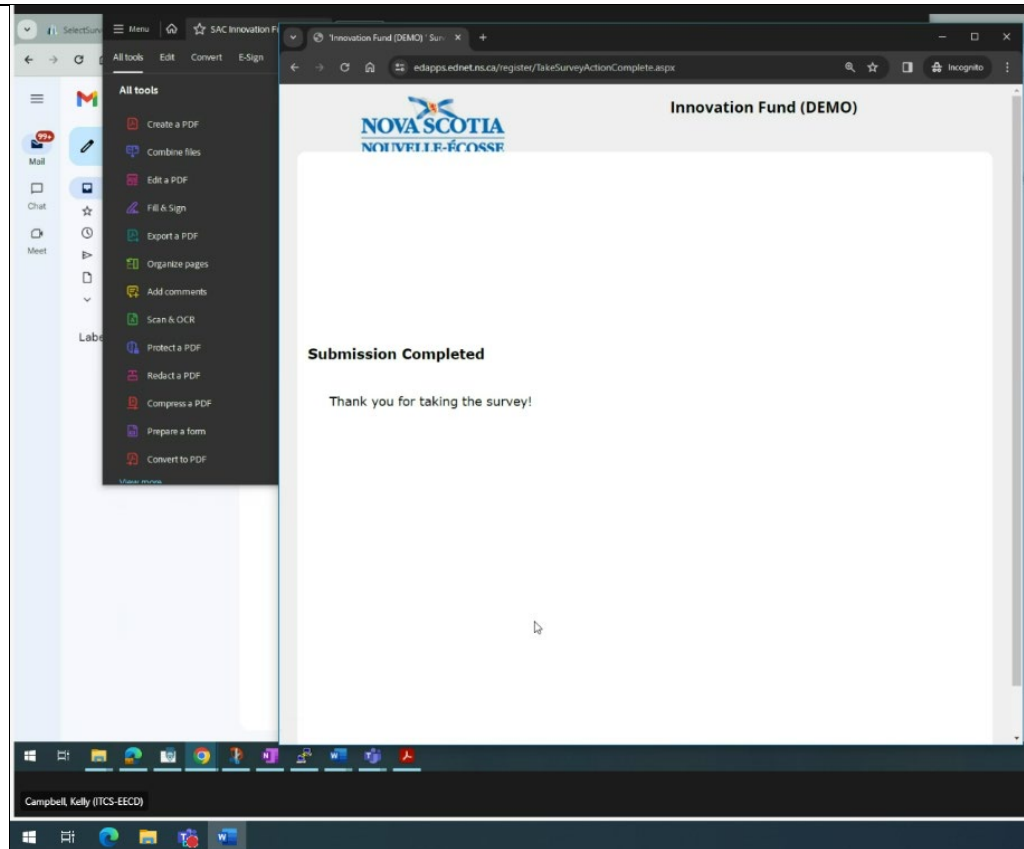 SelectSurv
Menu
SAC Innovation F
'Innovation Fund (DEMO)' Sur
All tools
Edit
Convert
E-Sign
edapps.ednet.ns.ca/register/TakeSurveyActionComplete.aspx
Incognito
99+
Mail
Chat
Meet
Labe
All tools
Create a PDF
Combine files
Edit a PDF
Fill & Sign
Export a PDF
Organize pages
Add comments
Scan & OCR
Protect a PDF
Redact a PDF
Compress a PDF
Prepare a form
Convert to PDF
View more
NOVA SCOTIA
NOUVELLE-ÉCOSSE
Innovation Fund (DEMO)
Submission Completed
Thank you for taking the survey!
Campbell, Kelly (ITCS-EECD)